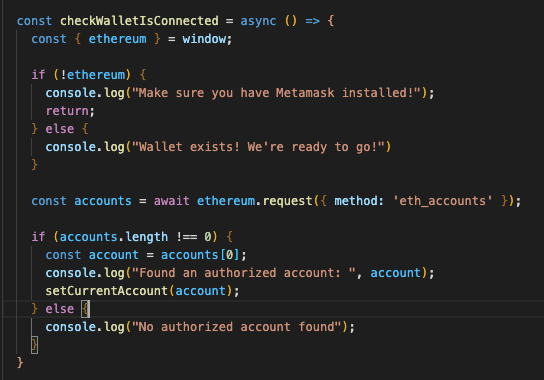 const checkWalletIsConnected = async () => {
  const { ethereum } = window;

  if (!ethereum) {
    console.log("Make sure you have Metamask installed!");
    return;
  } else {
    console.log("Wallet exists! We're ready to go!")
  }

  const accounts = await ethereum.request({ method: 'eth_accounts' });

  if (accounts.length !== 0) {
    const account = accounts[0];
    console.log("Found an authorized account: ", account);
    setCurrentAccount(account);
  } else {
    console.log("No authorized account found");
  }
}